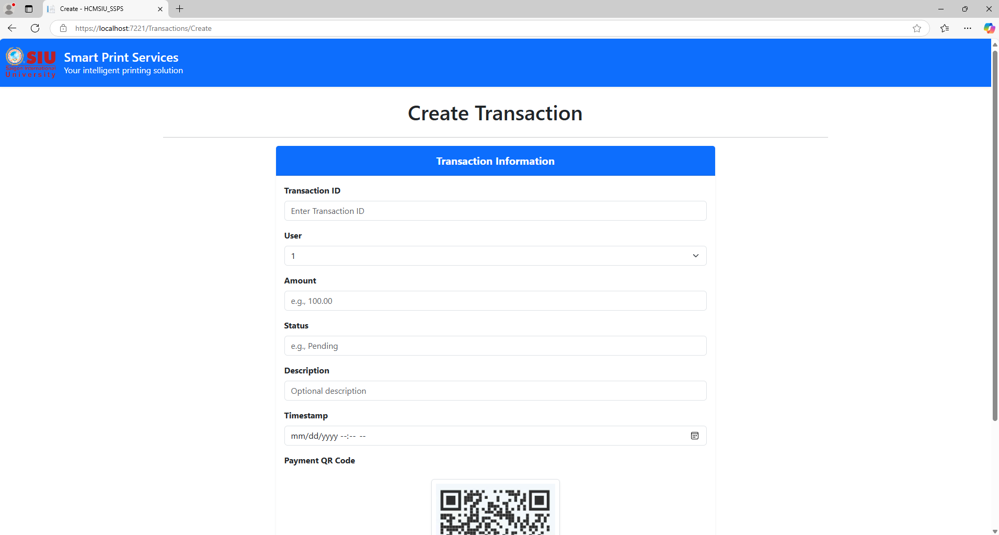 Create - HCMSIU_SSPS
https://localhost:7221/Transactions/Create
SIU
Saigon International
University
Smart Print Services
Your intelligent printing solution
Create Transaction
Transaction Information
Transaction ID
Enter Transaction ID
User
1
Amount
e.g., 100.00
Status
e.g., Pending
Description
Optional description
Timestamp
mm/dd/yyyy --:-- --
Payment QR Code